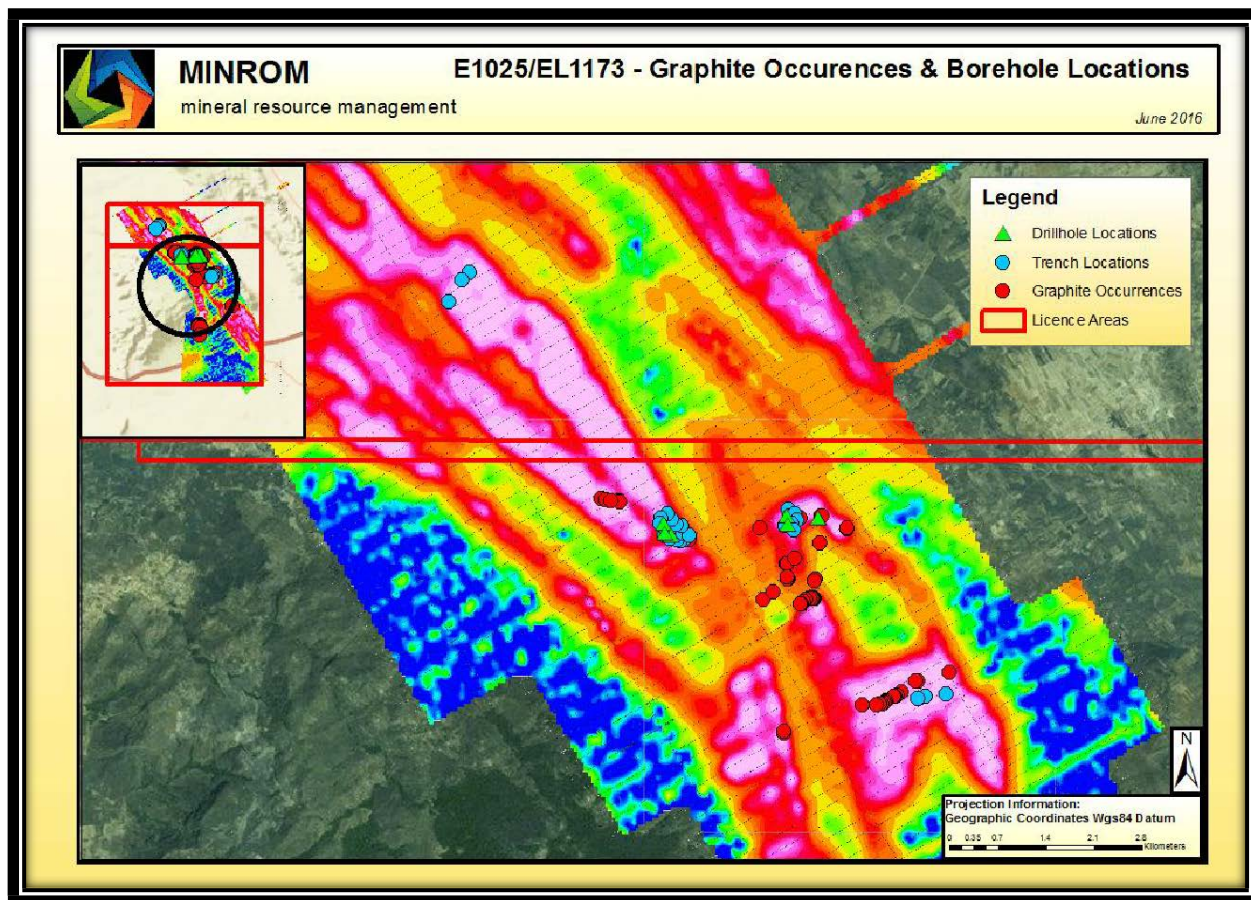 MINROM
mineral resource management
E1025/EL1173 - Graphite Occurences & Borehole Locations
June 2016
Legend
Drillhole Locations
Trench Locations
Graphite Occurrences
Licence Areas
N
Projection Information:
Geographic Coordinates Wgs84 Datum
0 0.35 0.7 1.4 2.1 2.8
Kilometers